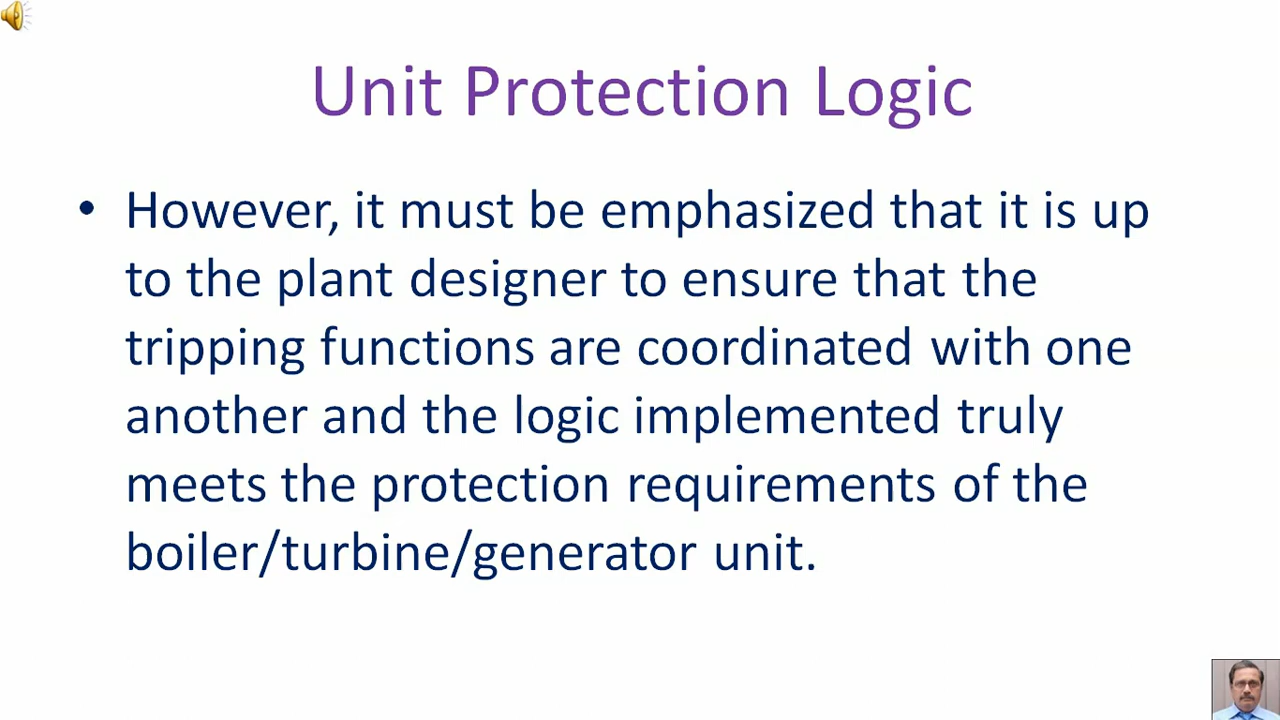 Unit Protection Logic
• However, it must be emphasized that it is up
to the plant designer to ensure that the
tripping functions are coordinated with one
another and the logic implemented truly
meets the protection requirements of the
boiler/turbine/generator unit.